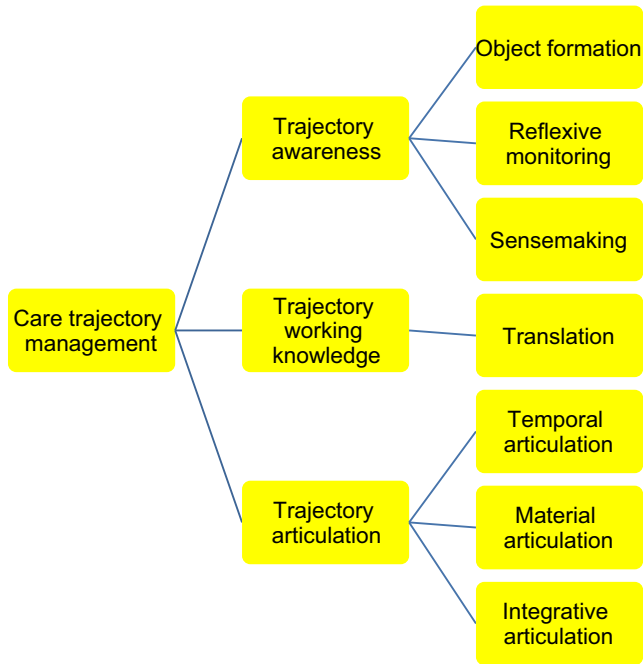 Object formation
Trajectory
awareness
Reflexive
monitoring
Sensemaking
Care trajectory
management
Trajectory
working
knowledge
Translation
Trajectory
articulation
Temporal
articulation
Material
articulation
Integrative
articulation